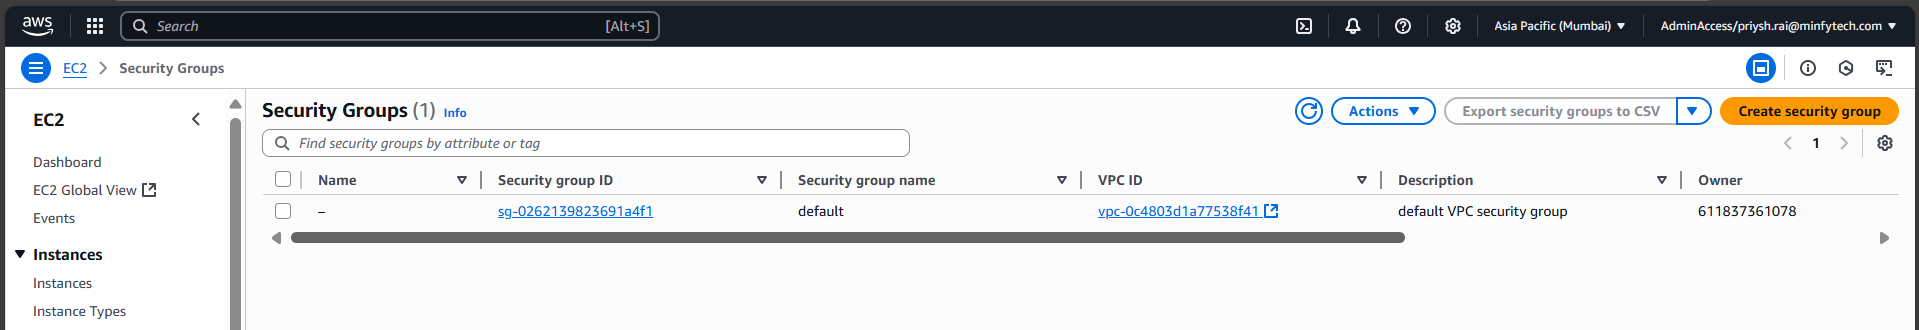 aws
Search [Alt+S]
Asia Pacific (Mumbai)
AdminAccess/priysh.rai@minfytech.com
EC2 > Security Groups
EC2
Dashboard
EC2 Global View
Events
Instances
Instances
Instance Types
Security Groups (1) Info
Actions
Export security groups to CSV
Create security group
Find security groups by attribute or tag
1
Name Security group ID Security group name VPC ID Description Owner
– sg-0262139823691a4f1 default vpc-0c4803d1a77538f41 default VPC security group 611837361078